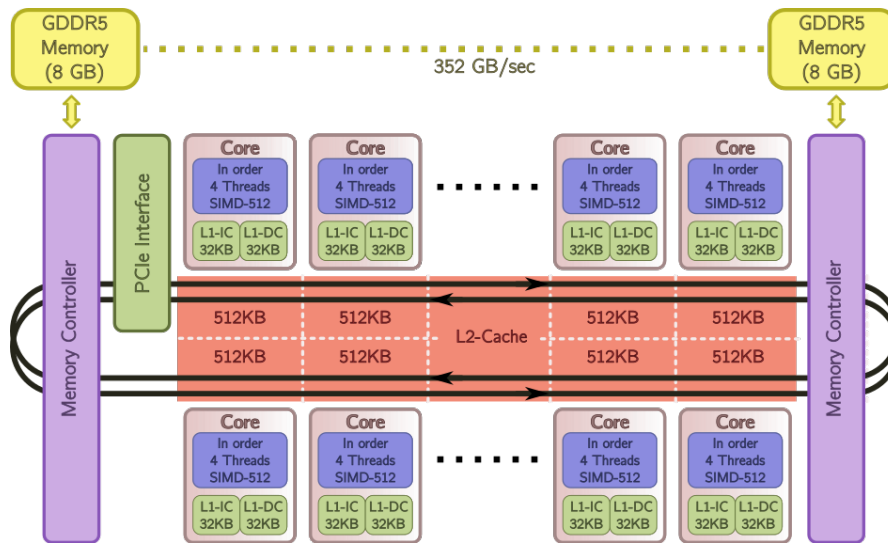 GDDR5
Memory
(8 GB)
352 GB/sec
GDDR5
Memory
(8 GB)
Memory Controller
PCIe Interface
Core
In order
4 Threads
SIMD-512
L1-IC
32KB
L1-DC
32KB
Core
In order
4 Threads
SIMD-512
L1-IC
32KB
L1-DC
32KB
Core
In order
4 Threads
SIMD-512
L1-IC
32KB
L1-DC
32KB
Core
In order
4 Threads
SIMD-512
L1-IC
32KB
L1-DC
32KB
Memory Controller
512KB
512KB
512KB
512KB
L2-Cache
512KB
512KB
512KB
512KB
Core
In order
4 Threads
SIMD-512
L1-IC
32KB
L1-DC
32KB
Core
In order
4 Threads
SIMD-512
L1-IC
32KB
L1-DC
32KB
Core
In order
4 Threads
SIMD-512
L1-IC
32KB
L1-DC
32KB
Core
In order
4 Threads
SIMD-512
L1-IC
32KB
L1-DC
32KB